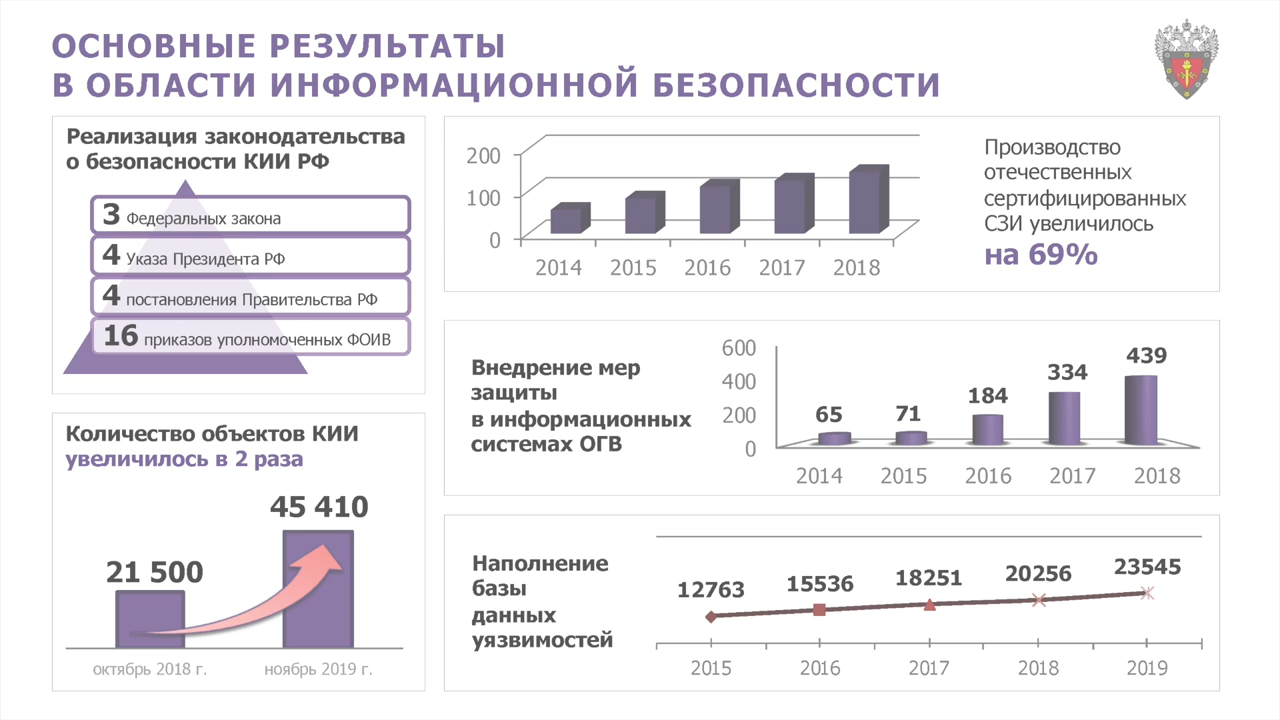 ОСНОВНЫЕ РЕЗУЛЬТАТЫ
В ОБЛАСТИ ИНФОРМАЦИОННОЙ БЕЗОПАСНОСТИ
Реализация законодательства
о безопасности КИИ РФ
3 Федеральных закона
4 Указа Президента РФ
4 постановления Правительства РФ
16 приказов уполномоченных ФОИВ
Количество объектов КИИ
увеличилось в 2 раза
45 410
21 500
октябрь 2018 г.
ноябрь 2019 г.
200
100
0
2014
2015
2016
2017
2018
Производство
отечественных
сертифицированных
СЗИ увеличилось
на 69%
Внедрение мер
защиты
в информационных
системах ОГВ
600
400
200
0
65
71
184
334
439
2014
2015
2016
2017
2018
Наполнение
базы
данных
уязвимостей
12763
15536
18251
20256
23545
2015
2016
2017
2018
2019